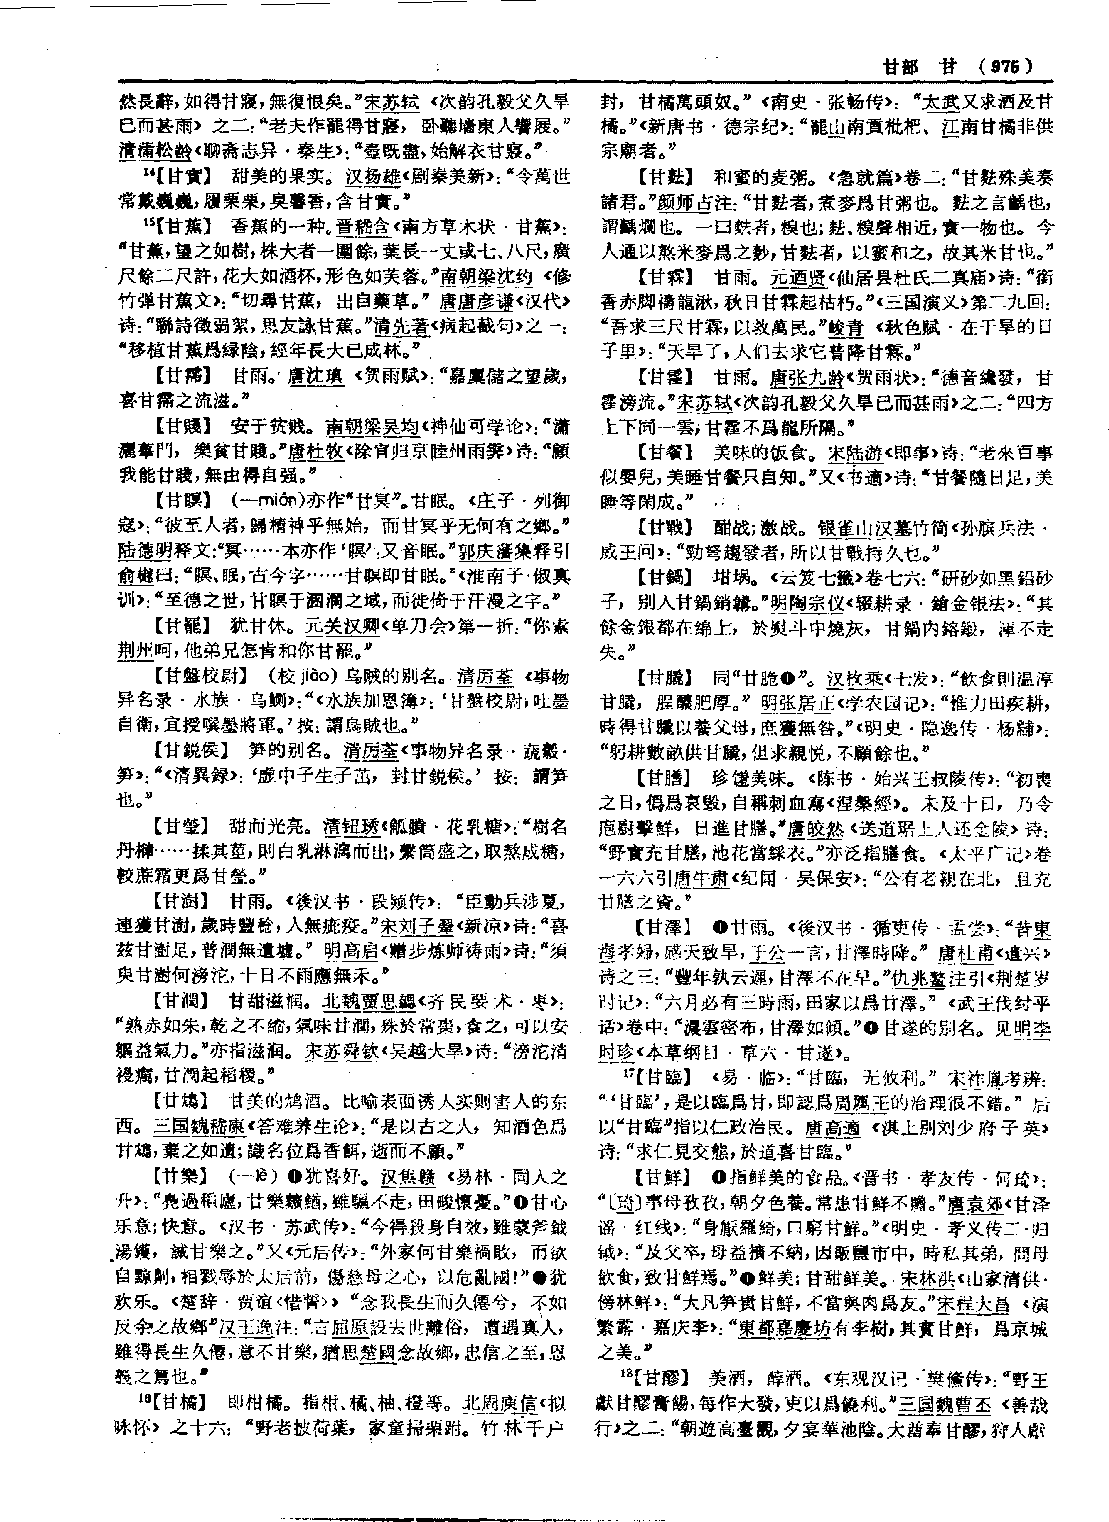 甘部 甘 (975)
然長辭，如得甘寢，無復恨矣。”宋苏轼《次韵孔毅父久旱
已而甚雨》之二：“老夫作罷得甘寢，卧聽墻東人響屐。”
清蒲松龄《聊斋志异·秦生》：“壺既盡，始解衣甘寢。”
¹⁴【甘實】 甜美的果实。汉扬雄《剧秦美新》：“令萬世
常戴巍巍，履栗栗，臭馨香，含甘實。”
¹⁵【甘蕉】 香蕉的一种。晋嵇含《南方草木状·甘蕉》：
“甘蕉，望之如樹，株大者一圍餘，葉長一丈或七、八尺，廣
尺餘二尺許，花大如酒杯，形色如芙蓉。”南朝梁沈约《修
竹弹甘蕉文》：“切尋甘蕉，出自藥草。”唐唐彦谦《汉代》
诗：“聯詩徵弱絮，思友詠甘蕉。”清先著《病起截句》之一：
“移植甘蕉爲緑陰，經年長大已成林。”
【甘霈】 甘雨。唐沈瑱《贺雨赋》：“嘉廩儲之望歲，
喜甘霈之流滋。”
【甘賤】 安于贫贱。南朝梁吴均《神仙可学论》：“瀟
灑蓽門，樂貧甘賤。”唐杜牧《除官归京睦州雨霁》诗：“顧
我能甘賤，無由得自强。”
【甘瞑】 (—mián)亦作“甘冥”。甘眠。《庄子·列御
寇》：“彼至人者，歸精神乎無始，而甘冥乎无何有之鄉。”
陆德明释文：“冥……本亦作‘瞑’，又音眠。”郭庆藩集释引
俞樾曰：“瞑、眠，古今字……甘瞑即甘眠。”《淮南子·俶真
训》：“至德之世，甘瞑于溷澖之域，而徙倚于汗漫之宇。”
【甘罷】 犹甘休。元关汉卿《单刀会》第一折：“你索
荆州呵，他弟兄怎肯和你甘罷。”
【甘盤校尉】 (校 jiào) 乌贼的别名。清厉荃《事物
异名录·水族·乌鲗》：“《水族加恩簿》：‘甘盤校尉，吐墨
自衛，宜授噀墨將軍。’按：謂烏賊也。”
【甘鋭侯】 笋的别名。清厉荃《事物异名录·蔬穀·
笋》：“《清異録》：‘虚中子生子茁，封甘鋭侯。’按：謂笋
也。”
【甘瑩】 甜而光亮。清钮琇《觚賸·花乳糖》：“樹名
丹樺……揉其莖，則白乳淋漓而出，繫筒盛之，取熬成糖，
較蔗霜更爲甘瑩。”
【甘澍】 甘雨。《後汉书·段颎传》：“臣動兵涉夏，
連獲甘澍，歲時豐稔，人無疵疫。”宋刘子翚《新凉》诗：“喜
兹甘澍足，普潤無遺墟。”明高启《赠步炼师祷雨》诗：“須
臾甘澍何滂沱，十日不雨應無禾。”
【甘潤】 甘甜滋润。北魏贾思勰《齐民要术·枣》：
“熟赤如朱，乾之不縮，氣味甘潤，殊於常棗，食之，可以安
軀益氣力。”亦指滋润。宋苏舜钦《吴越大旱》诗：“滂沱消
祲癘，甘潤起稻稷。”
【甘鴆】 甘美的鸩酒。比喻表面诱人实则害人的东
西。三国魏嵇康《答难养生论》：“是以古之人，知酒色爲
甘鴆，棄之如遺；識名位爲香餌，逝而不顧。”
【甘樂】 (—lè) ❶犹喜好。汉焦赣《易林·同人之
升》：“堯遇稻廬，甘樂䵃鰌，雖驅不走，田畯懷憂。”❷甘心
乐意；快意。《汉书·苏武传》：“今得殺身自效，雖蒙斧鉞
湯鑊，誠甘樂之。”又《元后传》：“外家何甘樂禍敗，而欲
自黥劓，相戮辱於太后前，傷慈母之心，以危亂國！”❸犹
欢乐。《楚辞·贾谊〈惜誓〉》“念我長生而久僊兮，不如
反余之故鄉”汉王逸注：“言屈原設去世離俗，遭遇真人，
雖得長生久僊，意不甘樂，猶思楚國念故鄉，忠信之至，恩
義之篤也。”
¹⁶【甘橘】 即柑橘。指柑、橘、柚、橙等。北周庾信《拟
咏怀》之十六：“野老披荷葉，家童掃栗跗。竹林千户
封，甘橘萬頭奴。”《南史·张畅传》：“太武又求酒及甘
橘。”《新唐书·德宗纪》：“罷山南貢枇杷、江南甘橘非供
宗廟者。”
【甘麮】 和蜜的麦粥。《急就篇》卷二：“甘麮殊美奏
諸君。”颜师古注：“甘麮者，煮麥爲甘粥也。麮之言齲也，
謂齲爛也。一曰麮者，糗也；麮、糗聲相近，實一物也。今
人通以熬米麥爲之麨，甘麮者，以蜜和之，故其米甘也。”
【甘霖】 甘雨。元迺贤《仙居县杜氏二真庙》诗：“銜
香赤脚禱龍湫，秋日甘霖起枯朽。”《三国演义》第二九回：
“吾求三尺甘霖，以救萬民。”峻青《秋色赋·在于旱的日
子里》：“天旱了，人们去求它普降甘霖。”
【甘霔】 甘雨。唐张九龄《贺雨状》：“德音纔發，甘
霔滂流。”宋苏轼《次韵孔毅父久旱已而甚雨》之二：“四方
上下同一雲，甘霔不爲龍所隔。”
【甘餐】 美味的饭食。宋陆游《即事》诗：“老來百事
似嬰兒，美睡甘餐只自知。”又《书适》诗：“甘餐隨日足，美
睡等閑成。”
【甘戰】 酣战；激战。银雀山汉墓竹简《孙膑兵法·
威王问》：“勁弩趨發者，所以甘戰持久也。”
【甘鍋】 坩埚。《云笈七籤》卷七六：“研砂如黑鉛砂
子，别入甘鍋銷鎔。”明陶宗仪《辍耕录·鎗金银法》：“其
餘金銀都在綿上，於熨斗中燒灰，甘鍋内鎔鍛，渾不走
失。”
【甘膬】 同“甘脆❶”。汉枚乘《七发》：“飲食則温淳
甘膬，脭醲肥厚。”明张居正《学农园记》：“惟力田疾耕，
時得甘膬以養父母，庶獲無咎。”《明史·隐逸传·杨黼》：
“躬耕數畝供甘膬，但求親悦，不顧餘也。”
【甘膳】 珍馐美味。《陈书·始兴王叔陵传》：“初喪
之日，僞爲哀毁，自稱刺血寫《涅槃經》。未及十日，乃令
庖廚擊鮮，日進甘膳。”唐皎然《送道瑶上人还金陵》诗：
“野實充甘膳，池花當綵衣。”亦泛指膳食。《太平广记》卷
一六六引唐牛肃《纪闻·吴保安》：“公有老親在北，且充
甘膳之資。”
【甘澤】 ❶甘雨。《後汉书·循吏传·孟尝》：“昔東
海孝婦，感天致旱，于公一言，甘澤時降。”唐杜甫《遣兴》
诗之三：“豐年孰云遲，甘澤不在早。”仇兆鳌注引《荆楚岁
时记》：“六月必有三時雨，田家以爲甘澤。”《武王伐纣平
话》卷中：“濃雲密布，甘澤如傾。”❷甘遂的别名。见明李
时珍《本草纲目·草六·甘遂》。
¹⁷【甘臨】 《易·临》：“甘臨，无攸利。”宋祚胤考辨：
“‘甘臨’，是以臨爲甘，即認爲周厲王的治理很不錯。”后
以“甘臨”指以仁政治民。唐高適《淇上别刘少府子英》
诗：“求仁見交態，於道喜甘臨。”
【甘鮮】 ❶指鲜美的食品。《晋书·孝友传·何琦》：
“〔琦〕事母孜孜，朝夕色養。常患甘鮮不贍。”唐袁郊《甘泽
谣·红线》：“身厭羅綺，口窮甘鮮。”《明史·孝义传二·归
钺》：“及父卒，母益擯不納，因販鹽市中，時私其弟，問母
飲食，致甘鮮焉。”❷鲜美；甘甜鲜美。宋林洪《山家清供·
傍林鲜》：“大凡笋貴甘鮮，不當與肉爲友。”宋程大昌《演
繁露·嘉庆李》：“東都嘉慶坊有李樹，其實甘鮮，爲京城
之美。”
¹⁸【甘醪】 美酒，醇酒。《东观汉记·樊儵传》：“野王
獻甘醪膏餳，每作大發，吏以爲饒利。”三国魏曹丕《善哉
行》之二：“朝遊高臺觀，夕宴華池陰。大酋奉甘醪，狩人獻